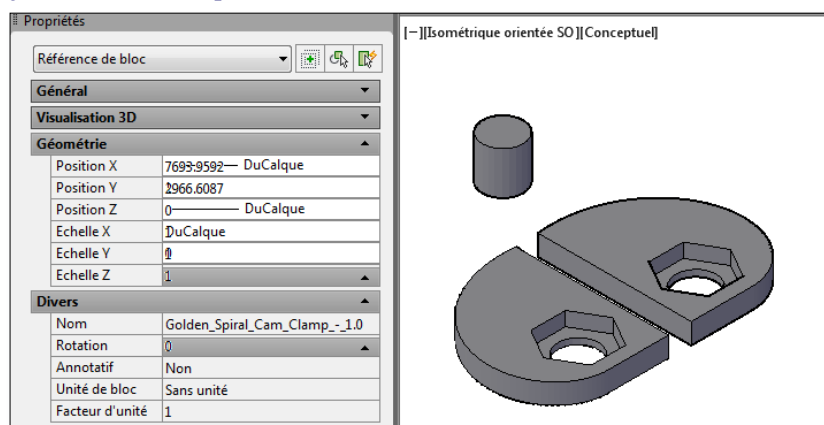 Propriétés
[−][Isométrique orientée SO][Conceptuel]
Référence de bloc
Général
Visualisation 3D
Géométrie
Position X DuCalque
Position Y 2966.6087
Position Z 0 DuCalque
Echelle X DuCalque
Echelle Y
Echelle Z 1
Divers
Nom Golden_Spiral_Cam_Clamp_-_1.0
Rotation 0
Annotatif Non
Unité de bloc Sans unité
Facteur d'unité 1